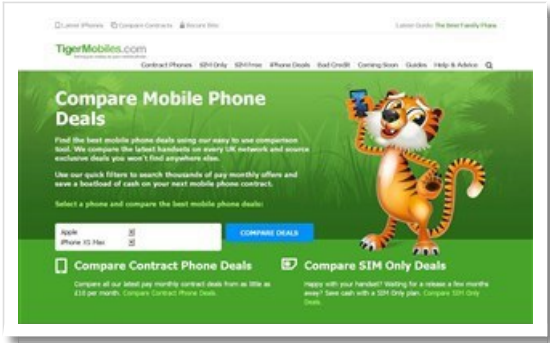 Latest iPhones Compare Contracts Secure Site
Latest Guide: The Best Family Plans
TigerMobiles.com
Contract Phones SIM Only SIM Free iPhone Deals Bad Credit Coming Soon Guides Help & Advice
Compare Mobile Phone
Deals
Find the best mobile phone deals using our easy to use comparison
tool. We compare the latest handsets on every UK network and source
exclusive deals you won't find anywhere else.
Use our quick filters to search thousands of pay monthly offers and
save a boatload of cash on your next mobile phone contract.
Select a phone and compare the best mobile phone deals:
Apple
iPhone XS Max
COMPARE DEALS
Compare Contract Phone Deals
Compare all our latest pay monthly contract deals from as little as
£10 per month. Compare Contract Phone Deals.
Compare SIM Only Deals
Happy with your handset? Waiting for a release a few months
away? Save cash with a SIM Only plan. Compare SIM Only
Deals.